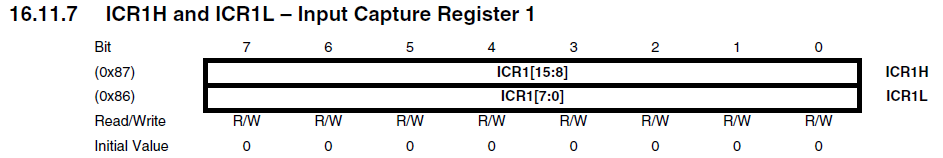 16.11.7 ICR1H and ICR1L – Input Capture Register 1
Bit 7 6 5 4 3 2 1 0
(0x87) ICR1[15:8] ICR1H
(0x86) ICR1[7:0] ICR1L
Read/Write R/W R/W R/W R/W R/W R/W R/W R/W
Initial Value 0 0 0 0 0 0 0 0